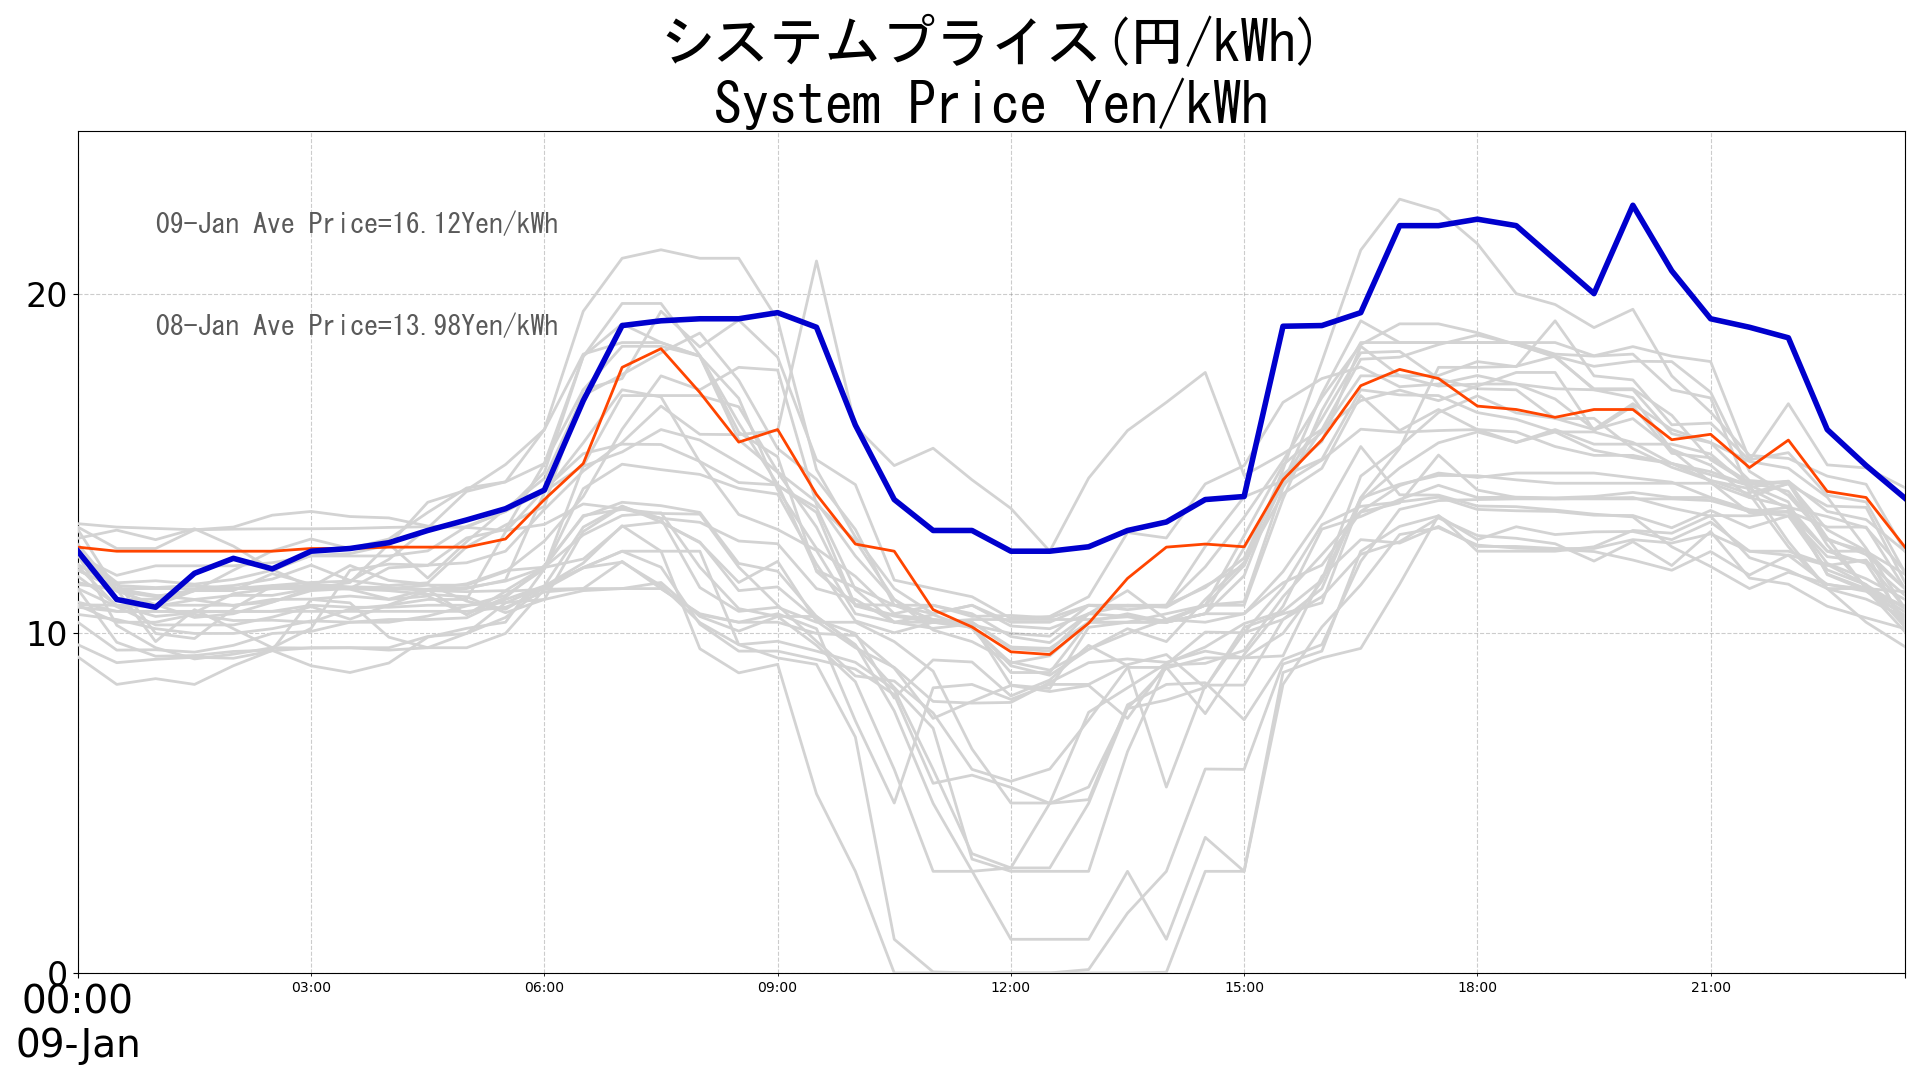 システムプライス(円/kWh)
System Price Yen/kWh
09-Jan Ave Price=16.12Yen/kWh
08-Jan Ave Price=13.98Yen/kWh
20
10
0
00:00
09-Jan
03:00
06:00
09:00
12:00
15:00
18:00
21:00